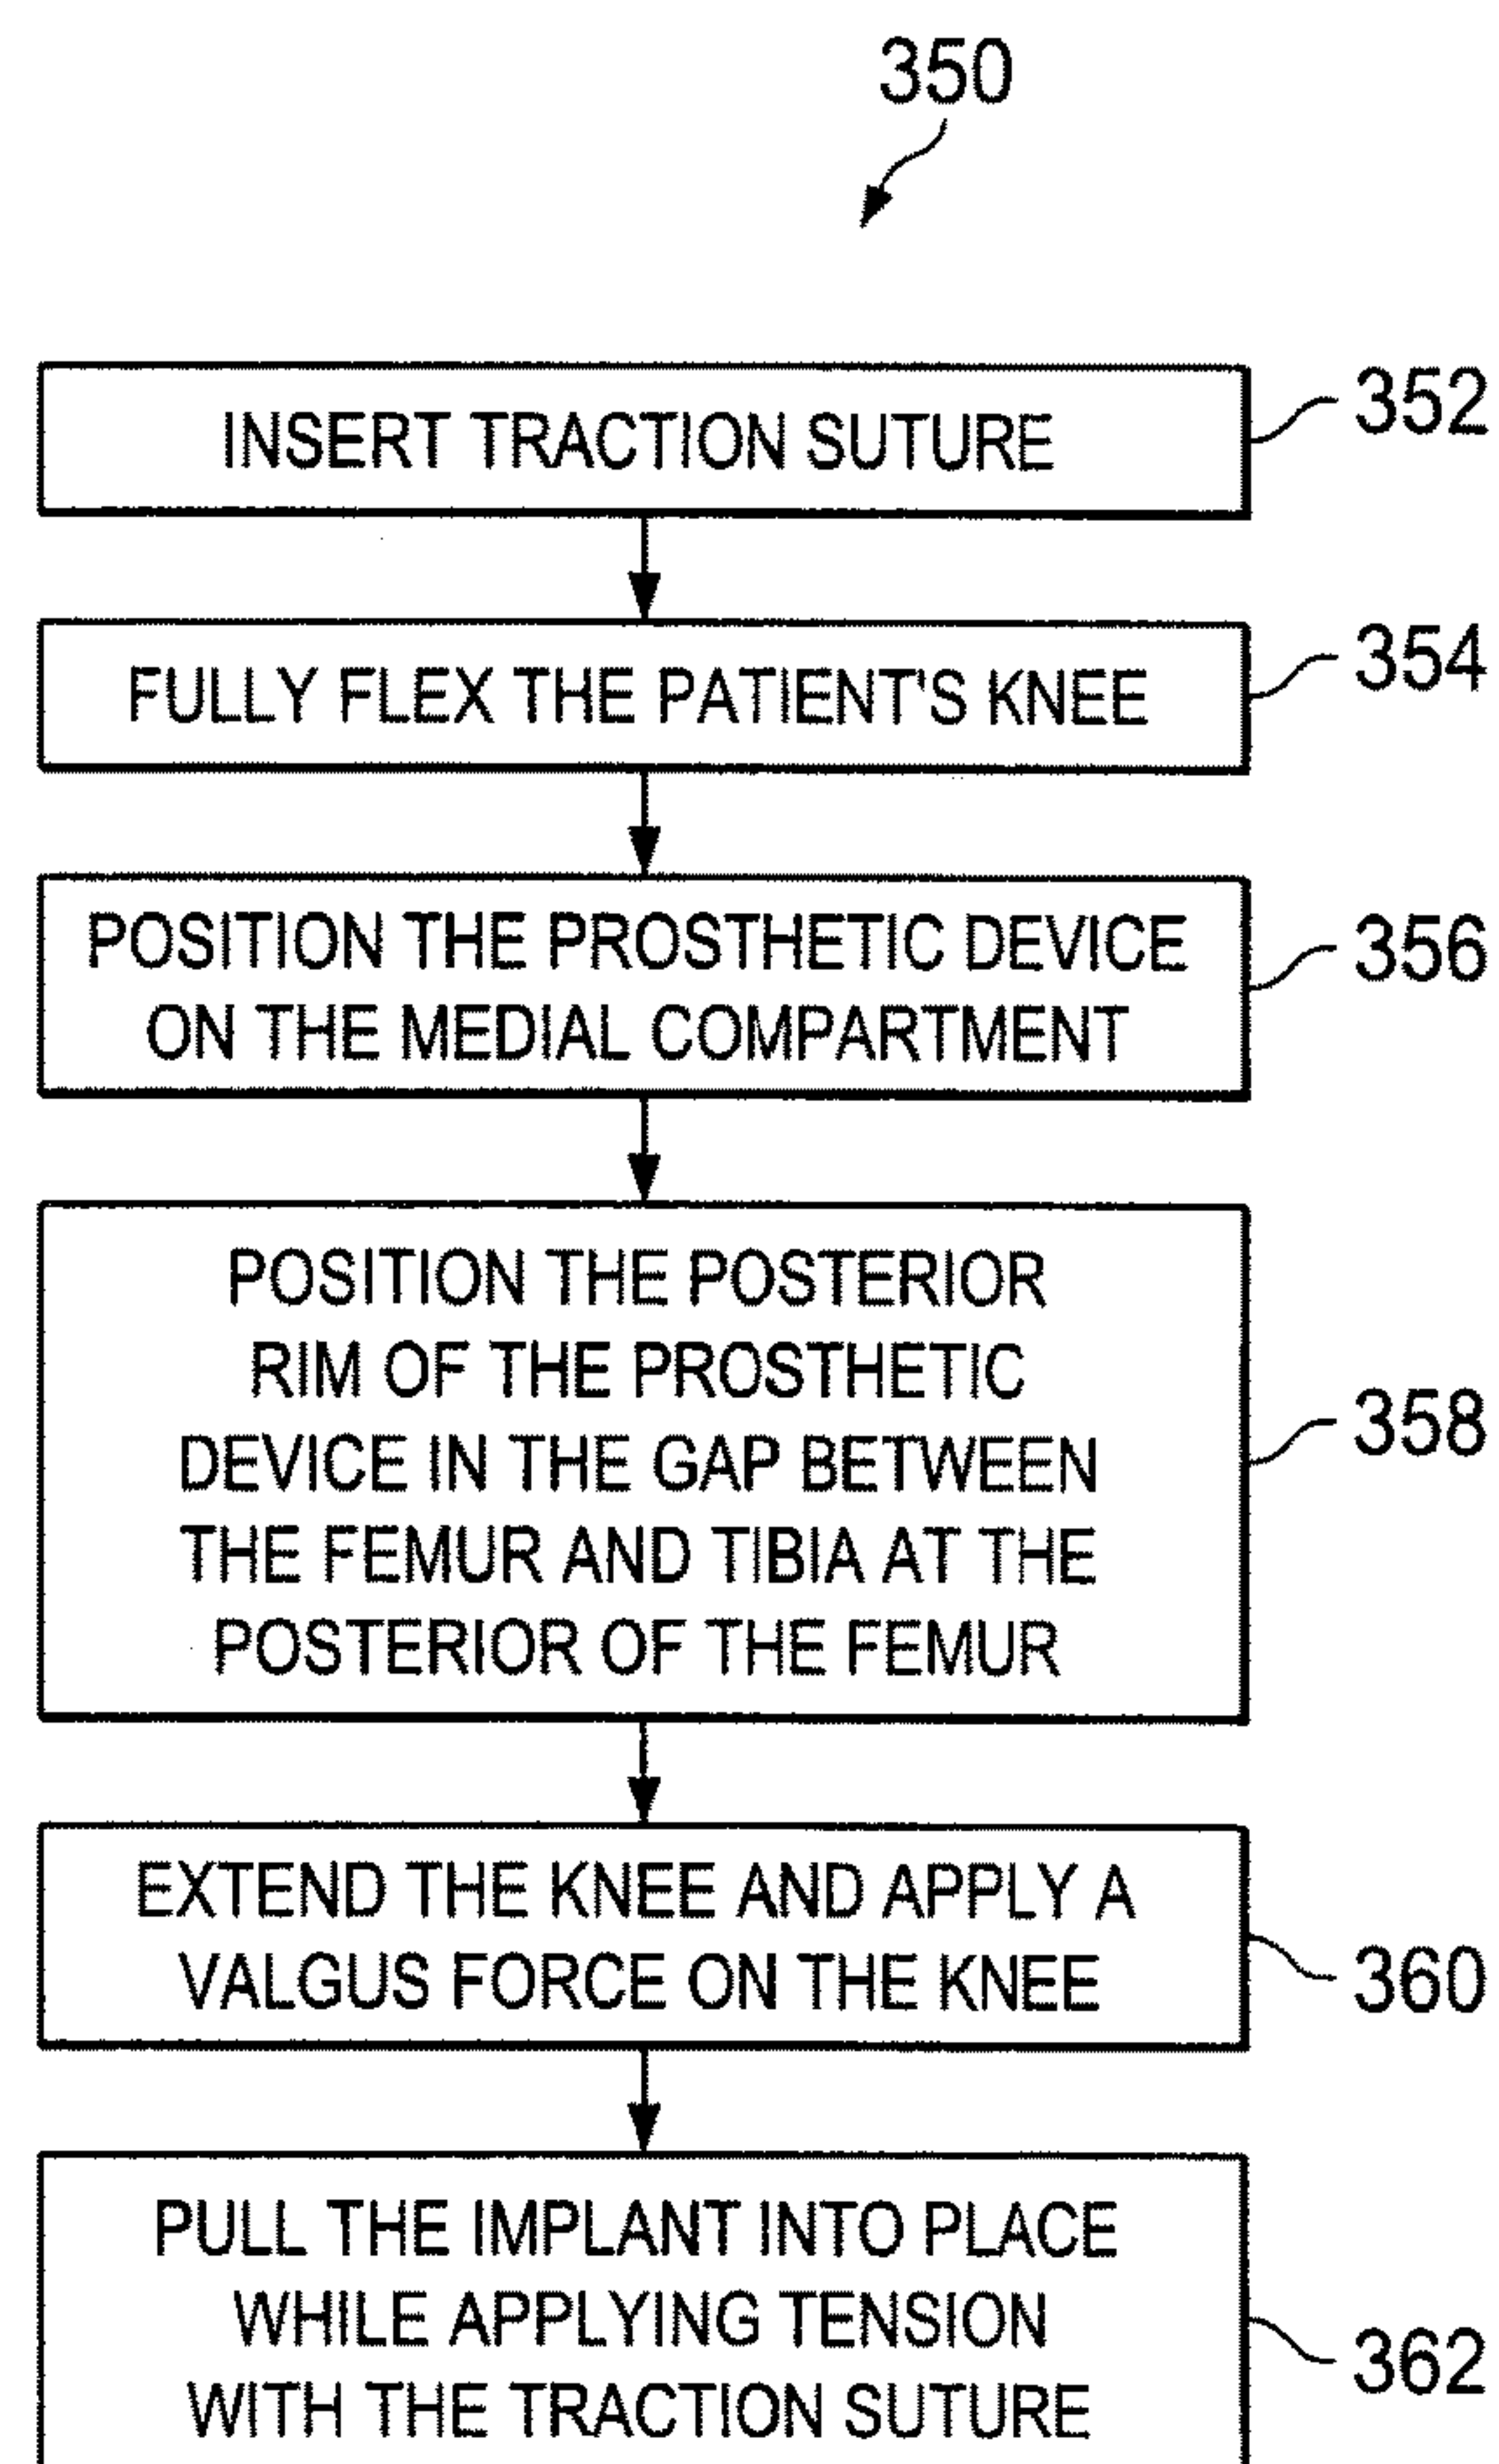 350
INSERT TRACTION SUTURE
352
FULLY FLEX THE PATIENT'S KNEE
354
POSITION THE PROSTHETIC DEVICE
ON THE MEDIAL COMPARTMENT
356
POSITION THE POSTERIOR
RIM OF THE PROSTHETIC
DEVICE IN THE GAP BETWEEN
THE FEMUR AND TIBIA AT THE
POSTERIOR OF THE FEMUR
358
EXTEND THE KNEE AND APPLY A
VALGUS FORCE ON THE KNEE
360
PULL THE IMPLANT INTO PLACE
WHILE APPLYING TENSION
WITH THE TRACTION SUTURE
362